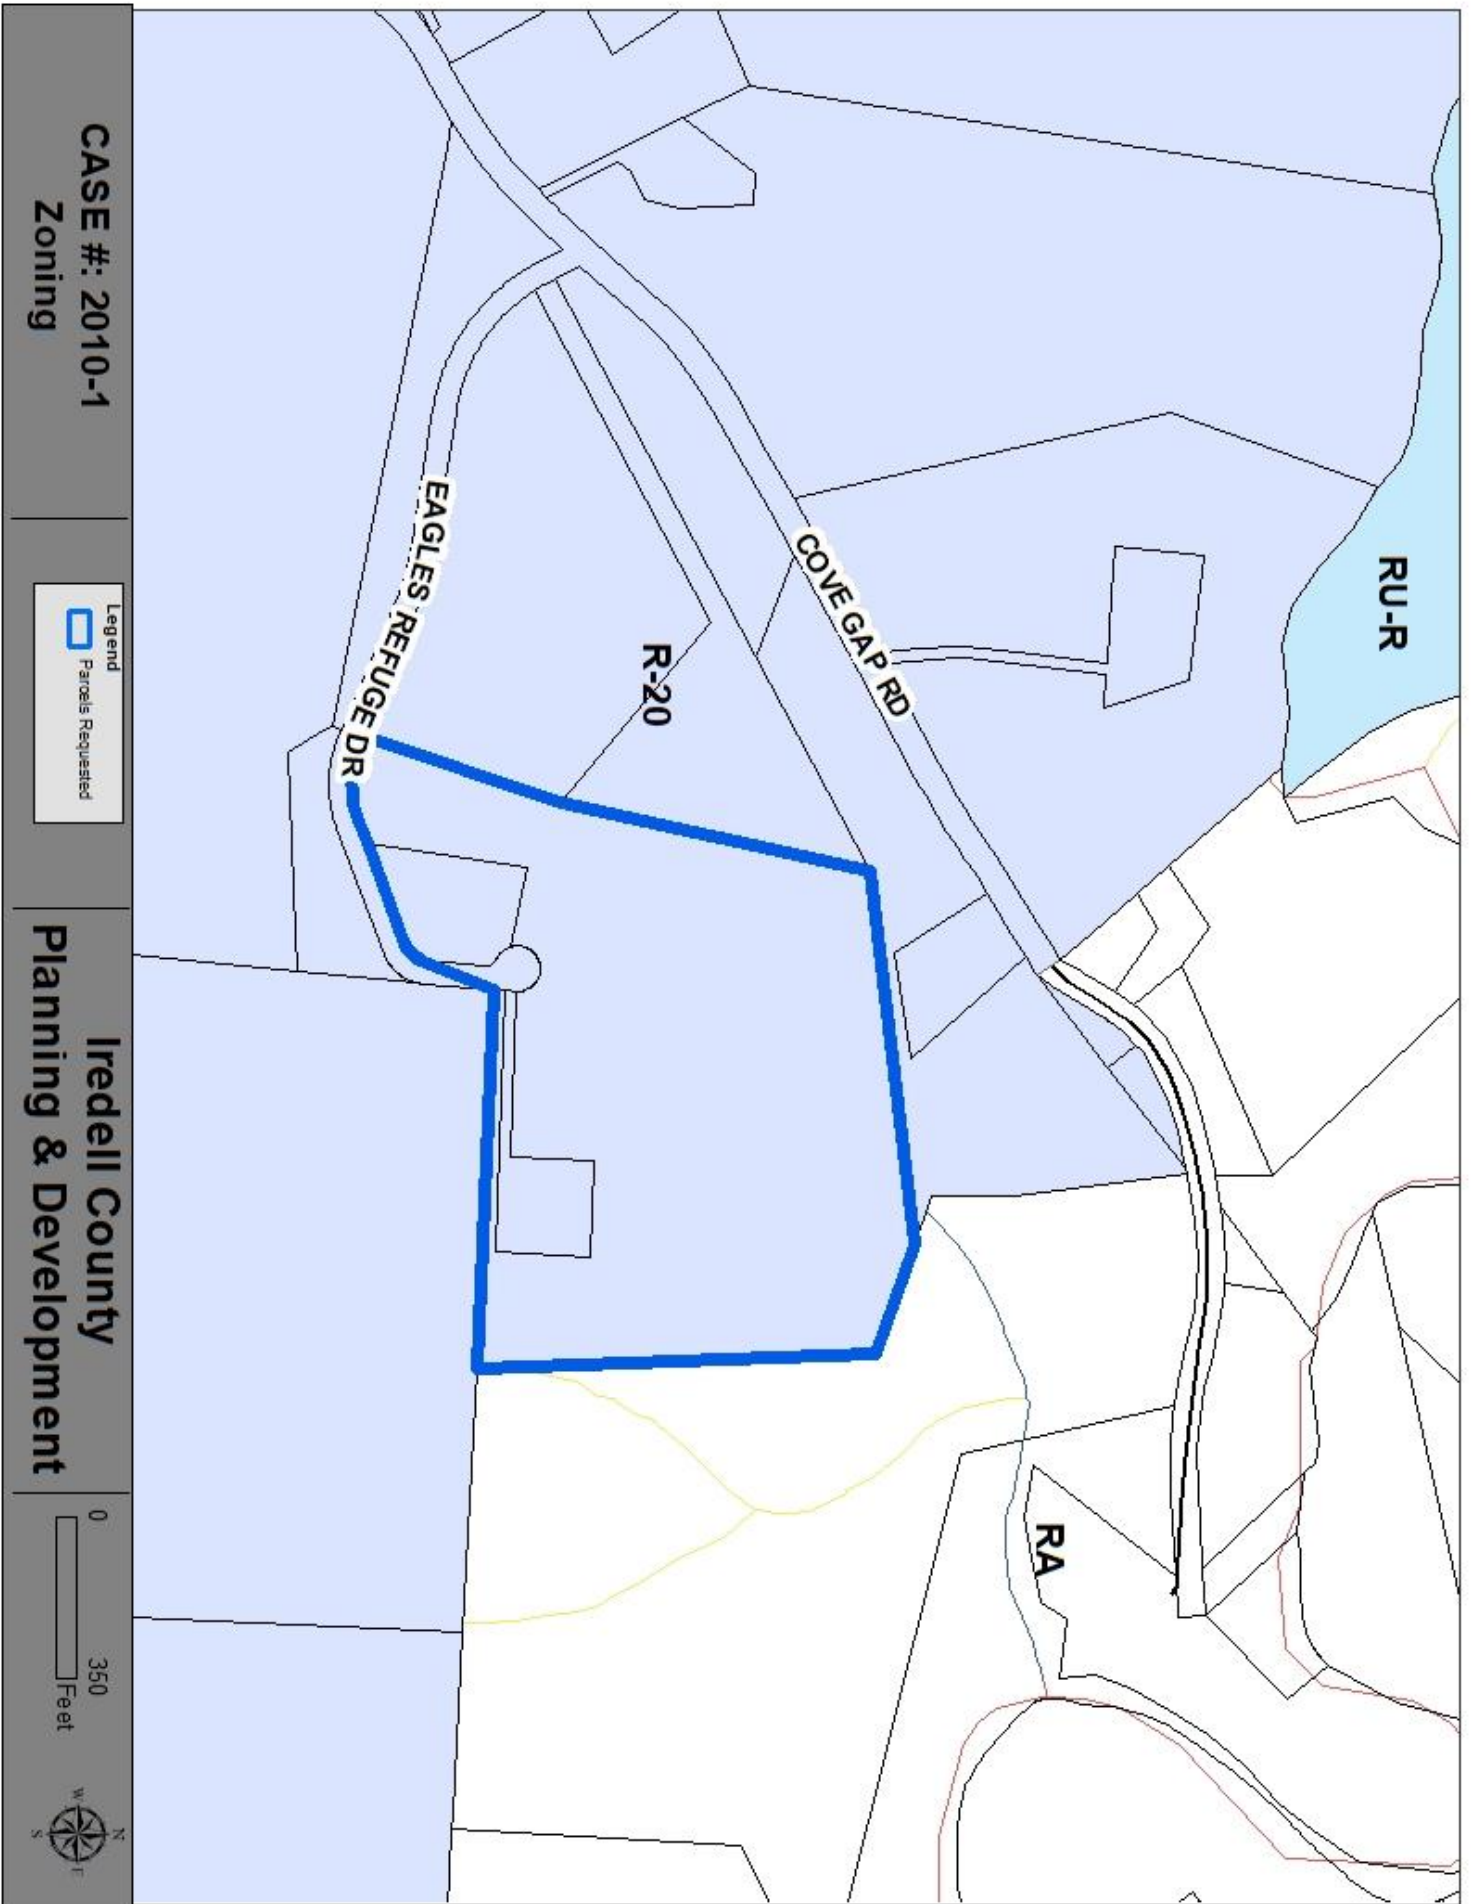 RU-R
COVE GAP RD
R-20
EAGLES REFUGE DR
RA
CASE #: 2010-1
Zoning
Legend
Parcels Requested
Iredell County
Planning & Development
0
350
Feet
N
W
E
S